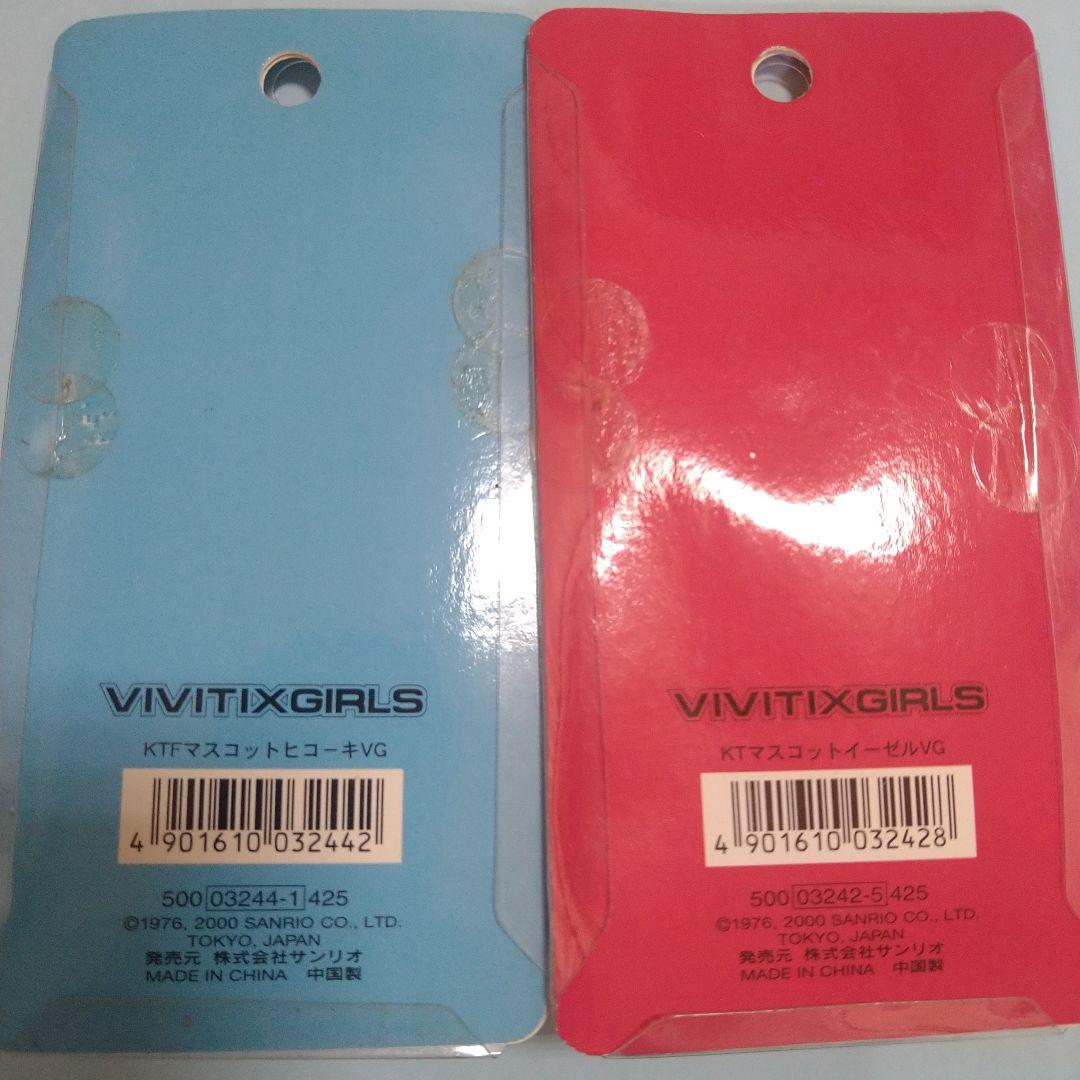 VIVITIXGIRLS
KTFマスコットヒコーキVG
4 901610 032442
500 03244-1 425
©1976, 2000 SANRIO CO., LTD.
TOKYO, JAPAN
発売元 株式会社サンリオ
MADE IN CHINA 中国製
VIVITIXGIRLS
KTマスコットイーゼルVG
4 901610 032428
500 03242-5 425
©1976, 2000 SANRIO CO., LTD.
TOKYO, JAPAN
発売元 株式会社サンリオ
MADE IN CHINA 中国製